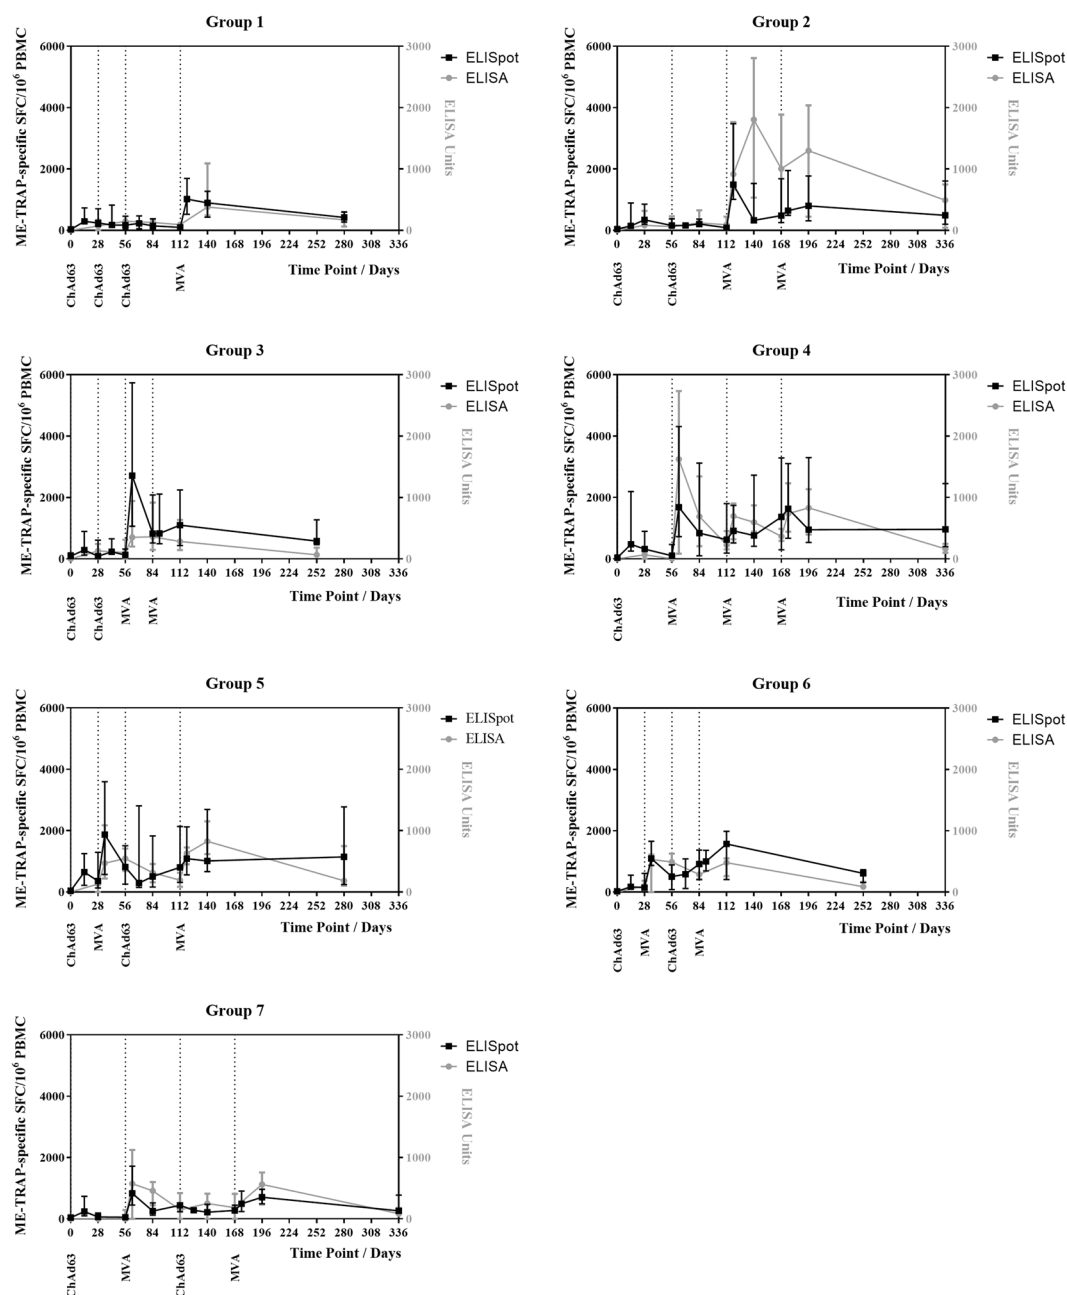 Group 1
6000
4000
2000
0
3000
2000
1000
0
ME-TRAP-specific SFC/10⁶ PBMC
ELISA Units
ELISpot
ELISA
0 28 56 84 112 140 168 196 224 252 280 308 336
Time Point / Days
ChAd63
ChAd63
ChAd63
MVA
Group 2
6000
4000
2000
0
3000
2000
1000
0
ME-TRAP-specific SFC/10⁶ PBMC
ELISA Units
ELISpot
ELISA
0 28 56 84 112 140 168 196 224 252 280 308 336
Time Point / Days
ChAd63
ChAd63
MVA
MVA
Group 3
6000
4000
2000
0
3000
2000
1000
0
ME-TRAP-specific SFC/10⁶ PBMC
ELISA Units
ELISpot
ELISA
0 28 56 84 112 140 168 196 224 252 280 308 336
Time Point / Days
ChAd63
ChAd63
MVA
MVA
Group 4
6000
4000
2000
0
3000
2000
1000
0
ME-TRAP-specific SFC/10⁶ PBMC
ELISA Units
ELISpot
ELISA
0 28 56 84 112 140 168 196 224 252 280 308 336
Time Point / Days
ChAd63
MVA
MVA
MVA
Group 5
6000
4000
2000
0
3000
2000
1000
0
ME-TRAP-specific SFC/10⁶ PBMC
ELISA Units
ELISpot
ELISA
0 28 56 84 112 140 168 196 224 252 280 308 336
Time Point / Days
ChAd63
MVA
ChAd63
MVA
Group 6
6000
4000
2000
0
3000
2000
1000
0
ME-TRAP-specific SFC/10⁶ PBMC
ELISA Units
ELISpot
ELISA
0 28 56 84 112 140 168 196 224 252 280 308 336
Time Point / Days
ChAd63
MVA
ChAd63
MVA
Group 7
6000
4000
2000
0
3000
2000
1000
0
ME-TRAP-specific SFC/10⁶ PBMC
ELISA Units
ELISpot
ELISA
0 28 56 84 112 140 168 196 224 252 280 308 336
Time Point / Days
ChAd63
MVA
ChAd63
MVA